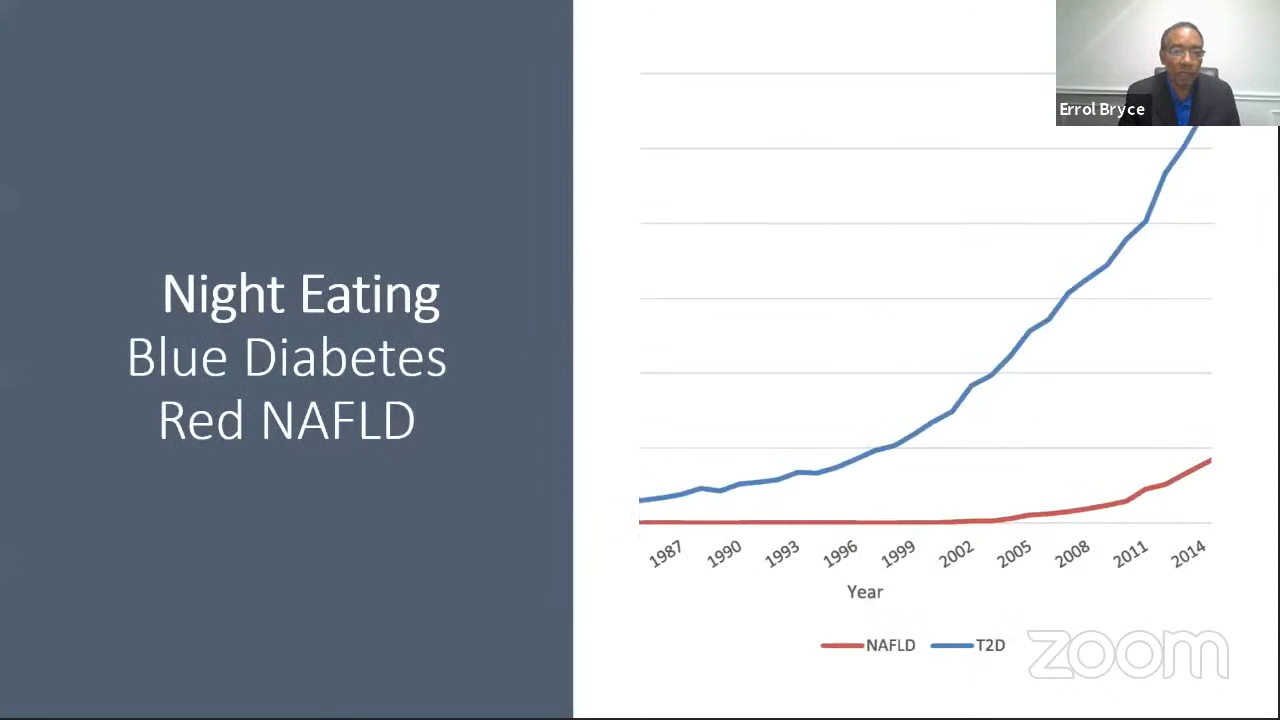 Errol Bryce
Night Eating
Blue Diabetes
Red NAFLD
1987 1990 1993 1996 1999 2002 2005 2008 2011 2014
Year
NAFLD T2D
zoom